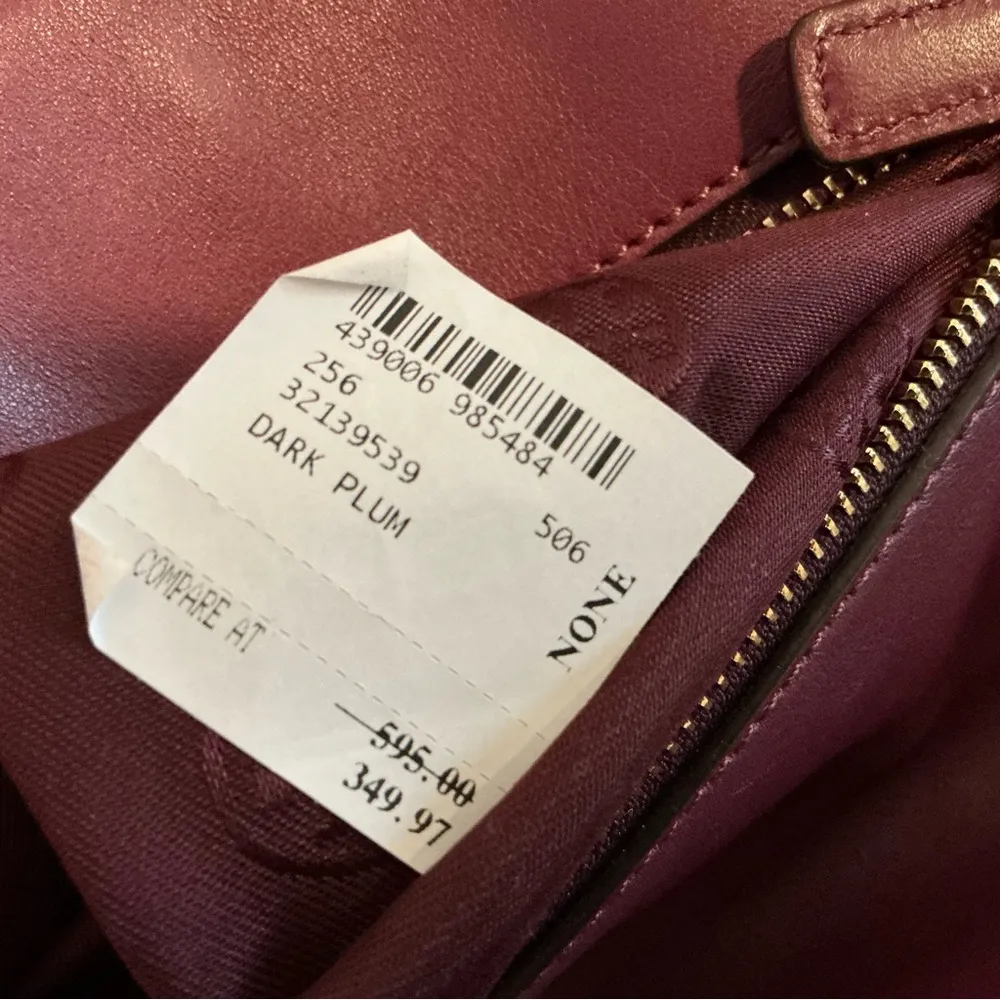 439006 985484
256
32139539 506
DARK PLUM
NONE
COMPARE AT
595.00
349.97